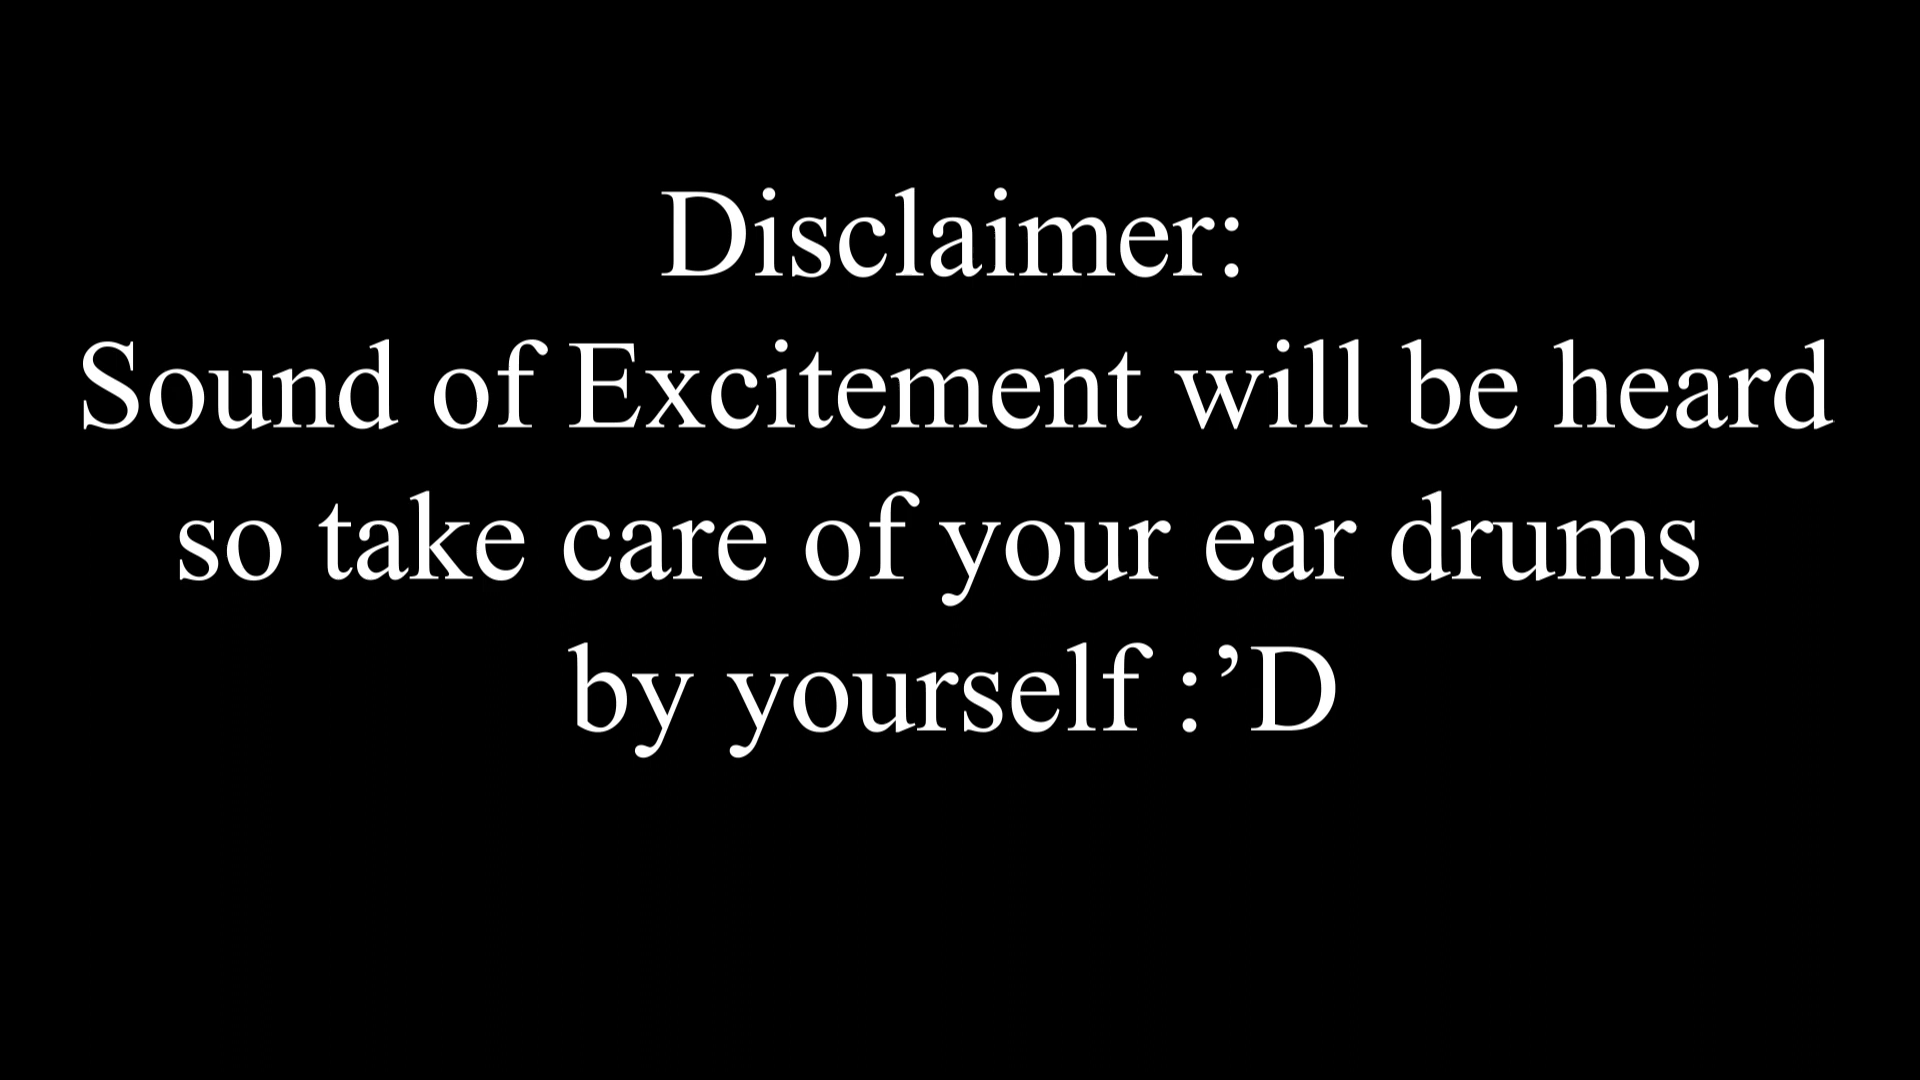 Disclaimer:
Sound of Excitement will be heard
so take care of your ear drums
by yourself :’D